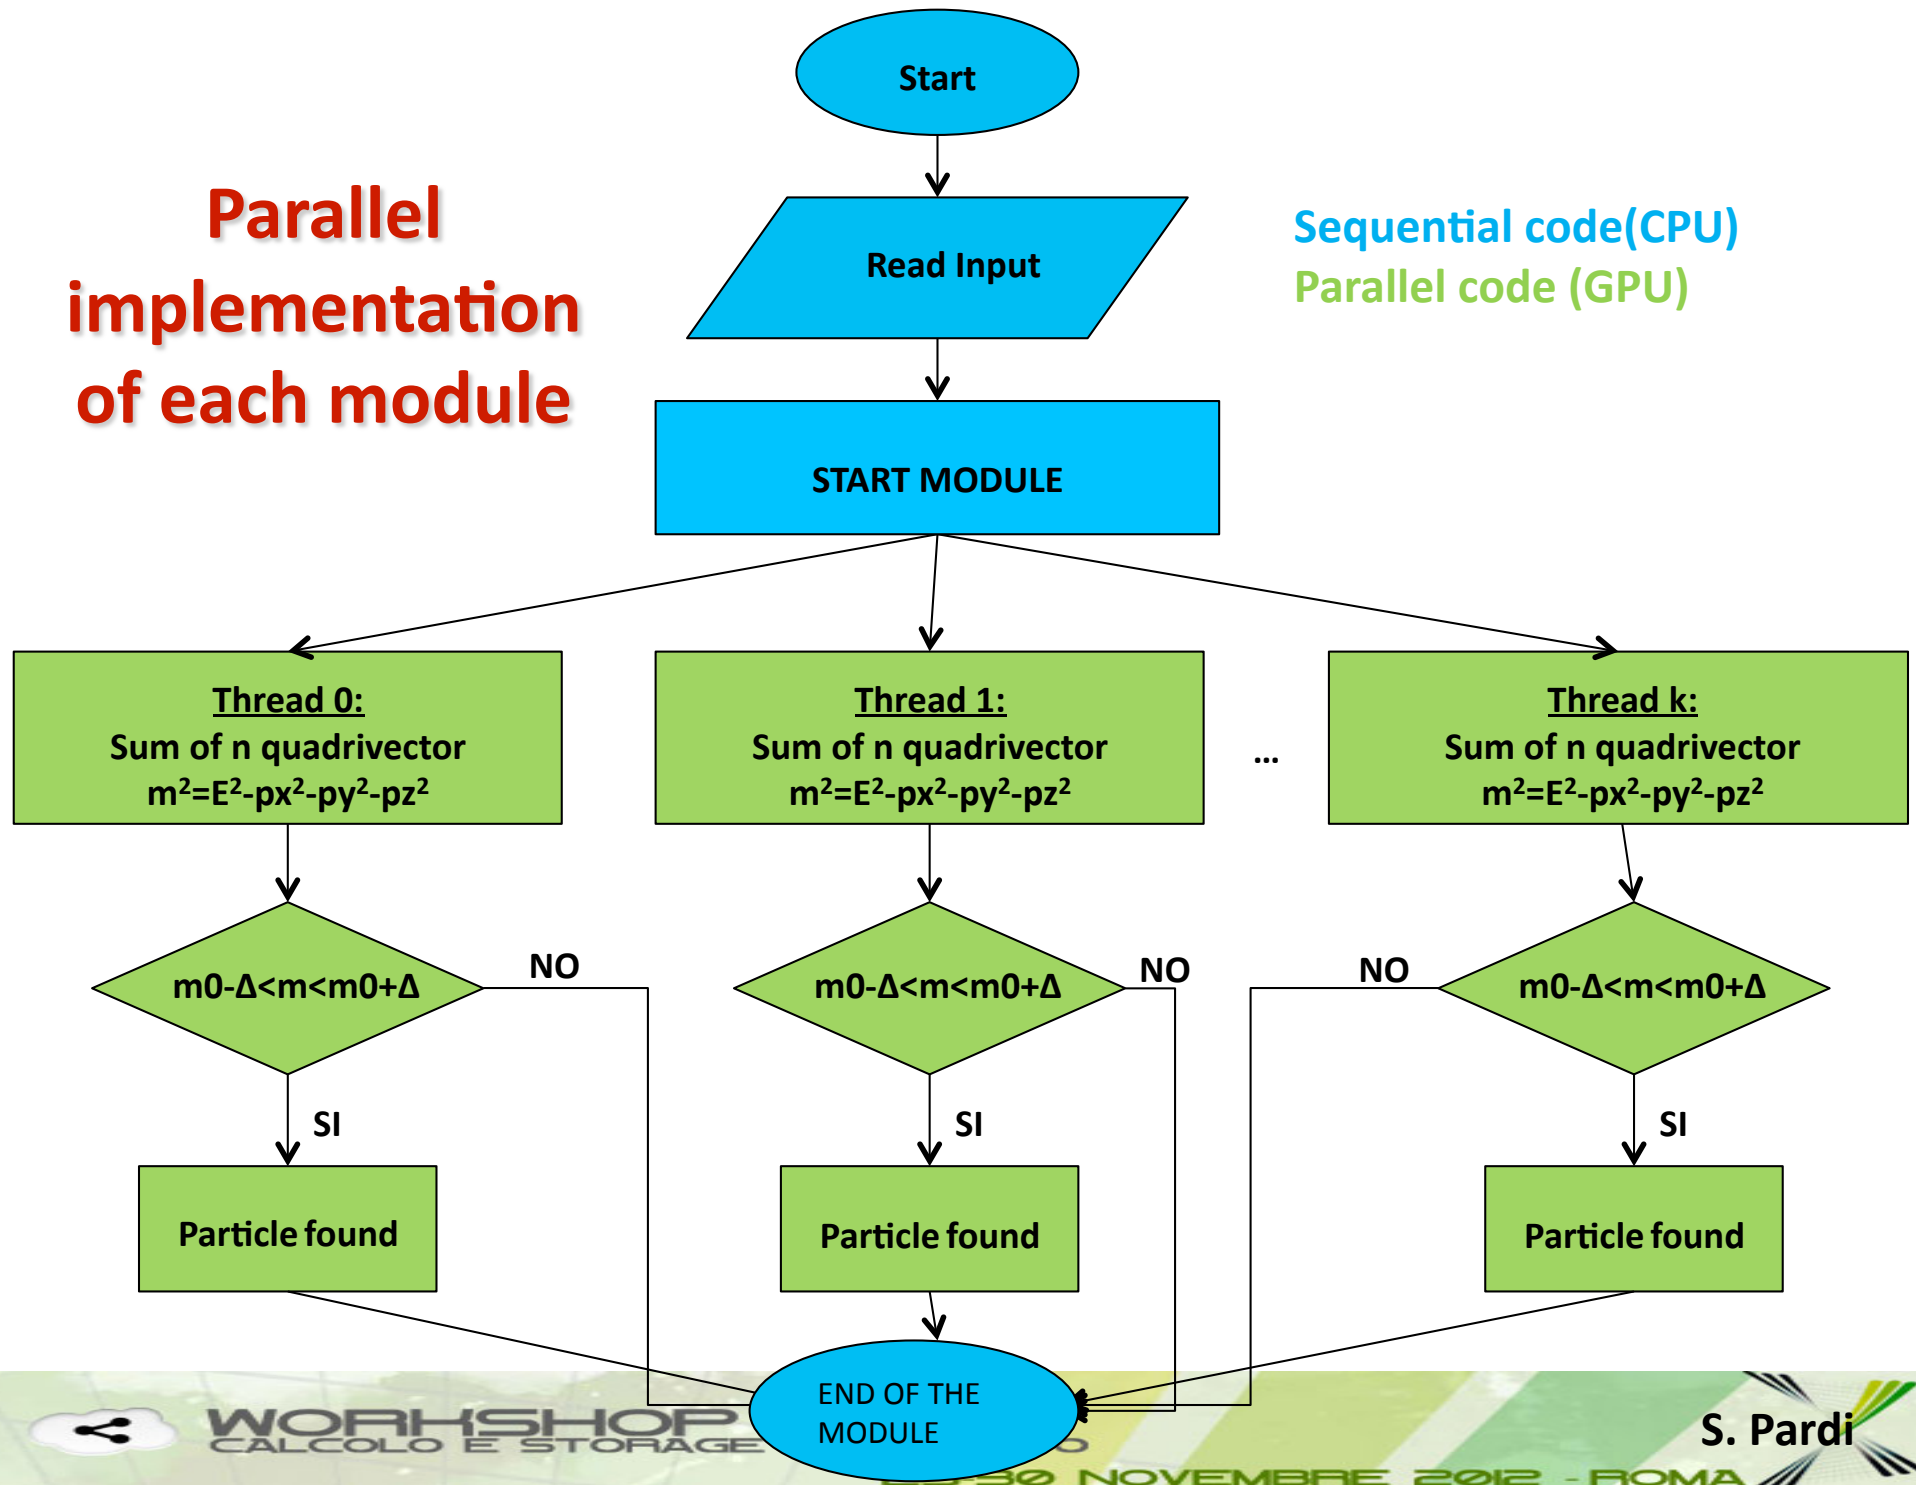 Start
Parallel
implementation
of each module
Read Input
Sequential code(CPU)
Parallel code (GPU)
START MODULE
Thread 0:
Sum of n quadrivector
m²=E²-px²-py²-pz²
Thread 1:
Sum of n quadrivector
m²=E²-px²-py²-pz²
...
Thread k:
Sum of n quadrivector
m²=E²-px²-py²-pz²
m0-Δ<m<m0+Δ
NO
m0-Δ<m<m0+Δ
NO
NO
m0-Δ<m<m0+Δ
SI
SI
SI
Particle found
Particle found
Particle found
END OF THE
MODULE
WORKSHOP
CALCOLO E STORAGE
S. Pardi
30 NOVEMBRE 2012 - ROMA